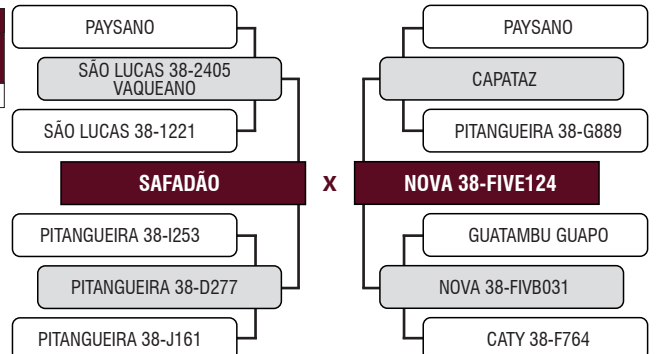 PAYSANO
SÃO LUCAS 38-2405
VAQUEANO
SÃO LUCAS 38-1221
SAFADÃO
PITANGUEIRA 38-I253
PITANGUEIRA 38-D277
PITANGUEIRA 38-J161
X
PAYSANO
CAPATAZ
PITANGUEIRA 38-G889
NOVA 38-FIVE124
GUATAMBU GUAPO
NOVA 38-FIVB031
CATY 38-F764